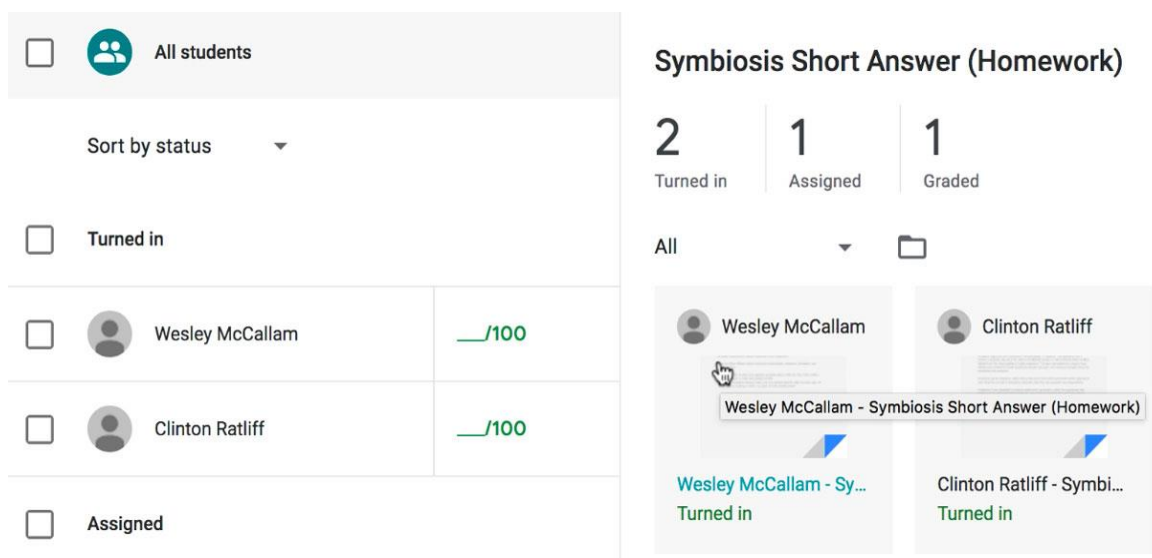 All students
Sort by status
Turned in
Wesley McCallam
__/100
Clinton Ratliff
__/100
Assigned
Symbiosis Short Answer (Homework)
2
1
1
Turned in
Assigned
Graded
All
Wesley McCallam
Clinton Ratliff
Wesley McCallam - Symbiosis Short Answer (Homework)
Wesley McCallam - Sy...
Clinton Ratliff - Symbi...
Turned in
Turned in